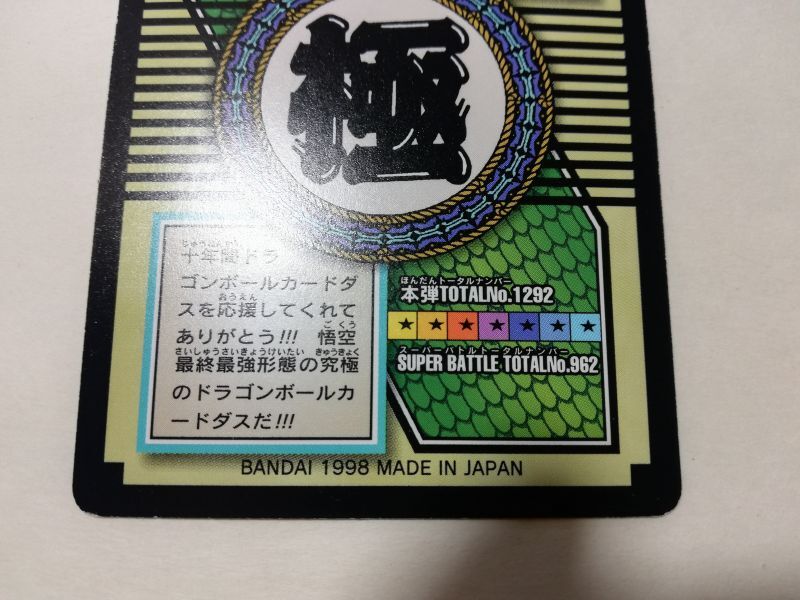 極
十年間ドラ
ゴンボールカードダ
スを応援してくれて
ありがとう!!! 悟空
最終最強形態の究極
のドラゴンボールカ
ードダスだ!!!
ほんだんトータルナンバー
本弾TOTALNo.1292
スーパーバトルトータルナンバー
SUPER BATTLE TOTALNo.962
BANDAI 1998 MADE IN JAPAN